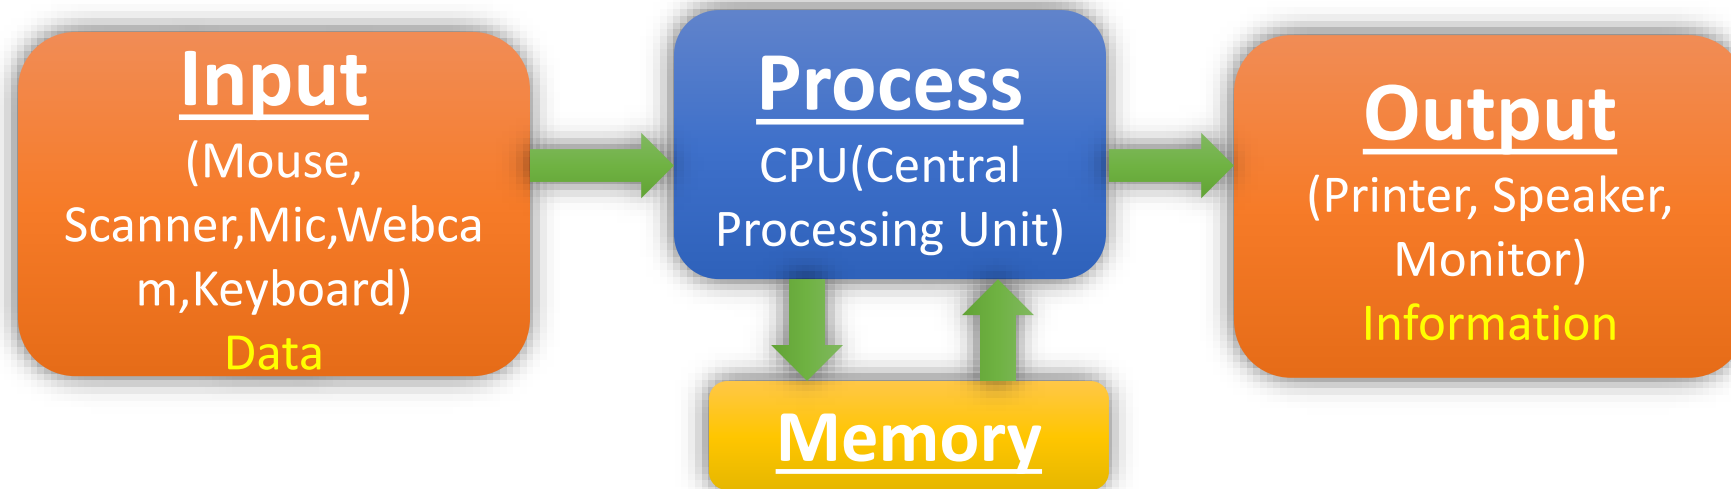 Input
(Mouse,
Scanner,Mic,Webca
m,Keyboard)
Data
Process
CPU(Central
Processing Unit)
Output
(Printer, Speaker,
Monitor)
Information
Memory